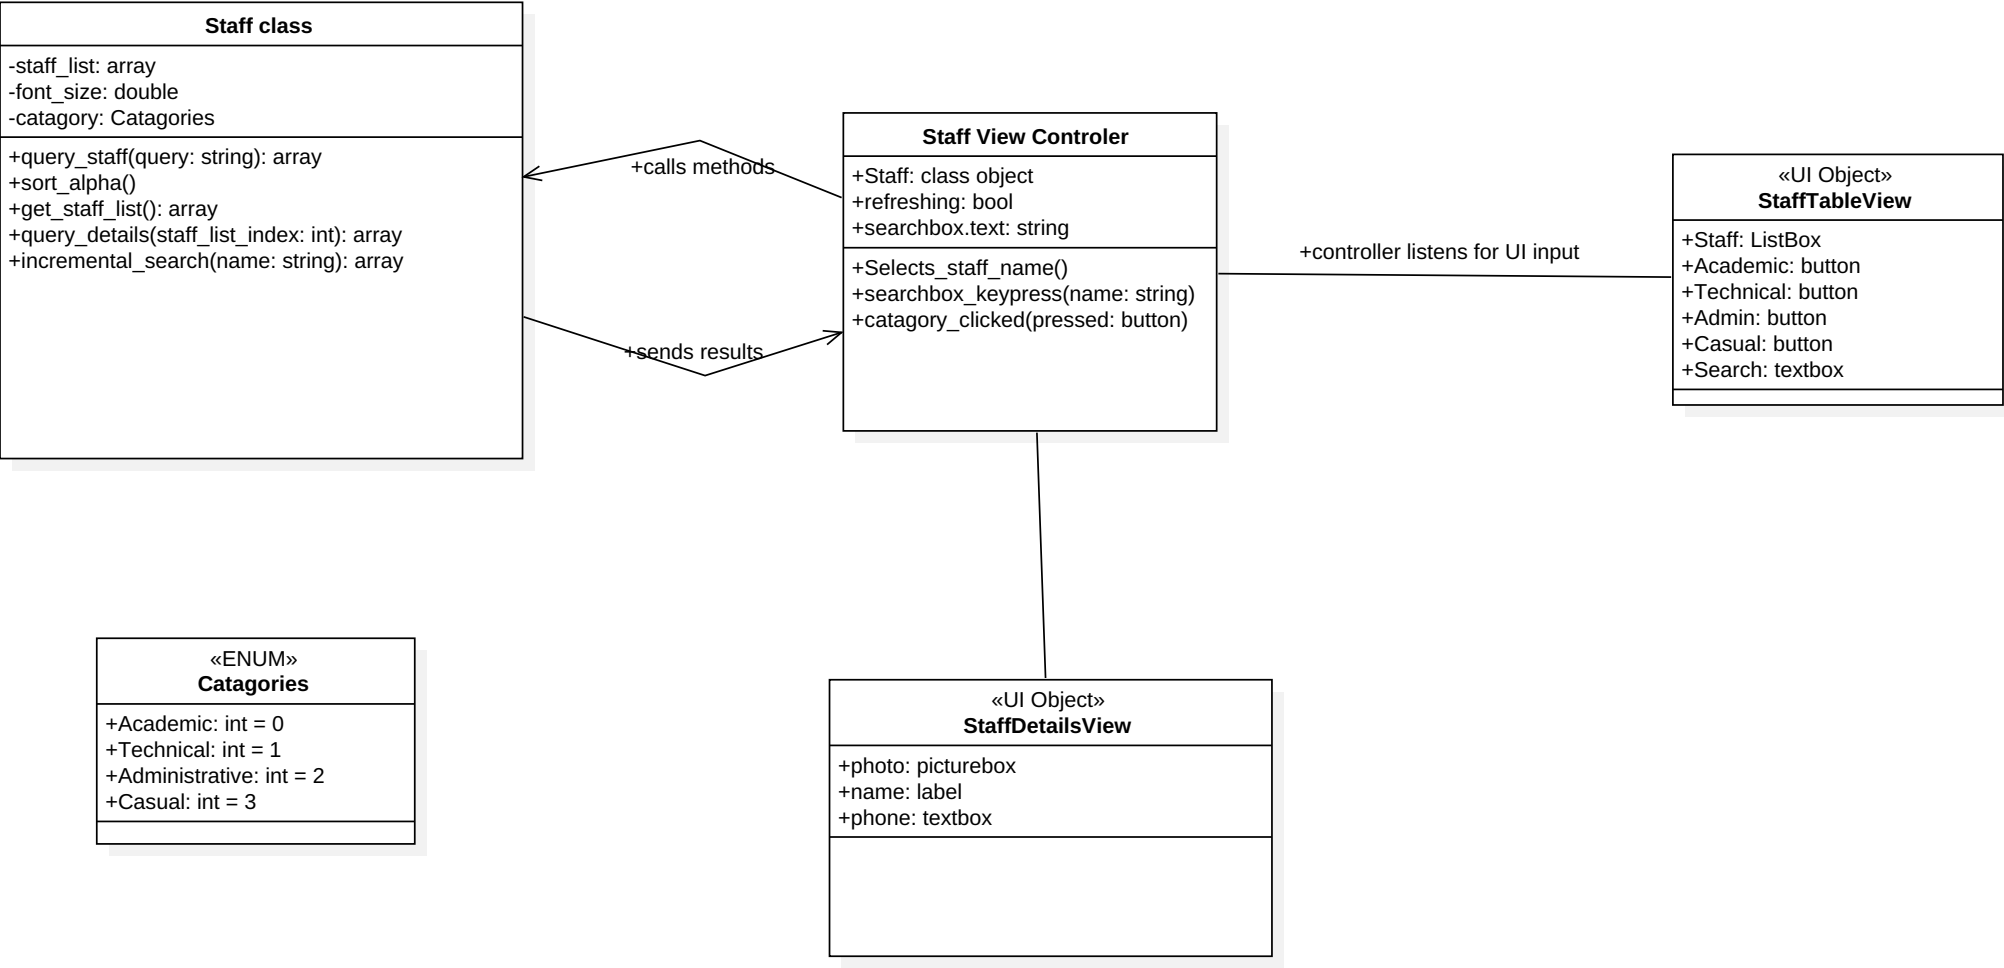 Staff class
-staff_list: array
-font_size: double
-catagory: Catagories
+query_staff(query: string): array
+sort_alpha()
+get_staff_list(): array
+query_details(staff_list_index: int): array
+incremental_search(name: string): array
+calls methods
+sends results
Staff View Controler
+Staff: class object
+refreshing: bool
+searchbox.text: string
+Selects_staff_name()
+searchbox_keypress(name: string)
+catagory_clicked(pressed: button)
+controller listens for UI input
«UI Object»
StaffTableView
+Staff: ListBox
+Academic: button
+Technical: button
+Admin: button
+Casual: button
+Search: textbox
«ENUM»
Catagories
+Academic: int = 0
+Technical: int = 1
+Administrative: int = 2
+Casual: int = 3
«UI Object»
StaffDetailsView
+photo: picturebox
+name: label
+phone: textbox